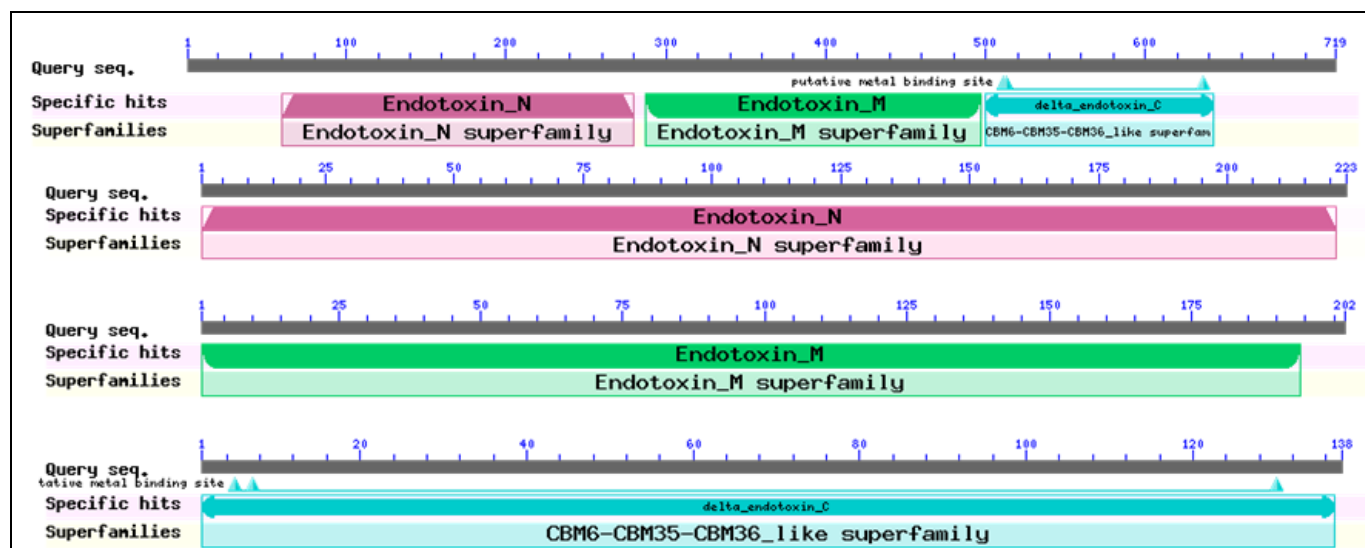 1 100 200 300 400 500 600 719
Query seq.
putative metal binding site
Specific hits Endotoxin_N Endotoxin_M delta_endotoxin_C
Superfamilies Endotoxin_N superfamily Endotoxin_M superfamily CBM6-CBM35-CBM36_like superfam
1 25 50 75 100 125 150 175 200 223
Query seq.
Specific hits Endotoxin_N
Superfamilies Endotoxin_N superfamily
1 25 50 75 100 125 150 175 202
Query seq.
Specific hits Endotoxin_M
Superfamilies Endotoxin_M superfamily
1 20 40 60 80 100 120 138
Query seq.
tative metal binding site
Specific hits delta_endotoxin_C
Superfamilies CBM6-CBM35-CBM36_like superfamily